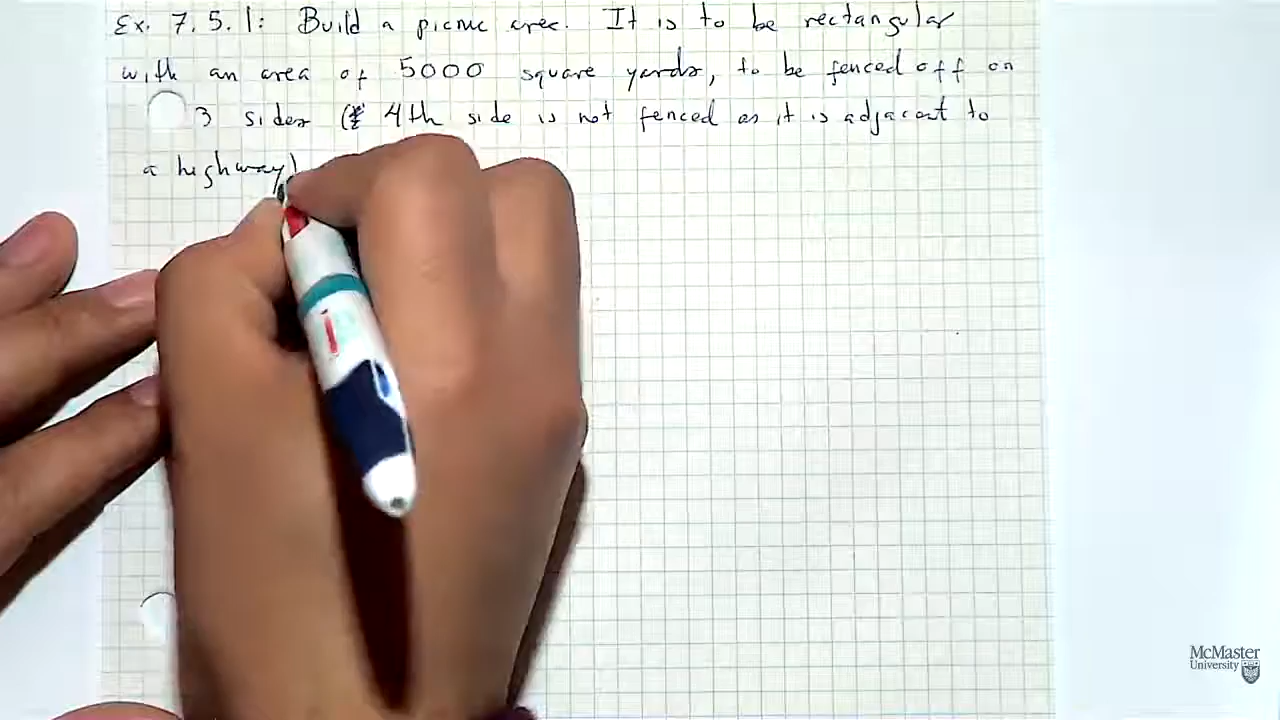 Ex. 7.5.1: Build a picnic area. It is to be rectangular
with an area of 5000 square yards, to be fenced off on
3 sides ( 4th side is not fenced as it is adjacent to
a highway)
McMaster
University